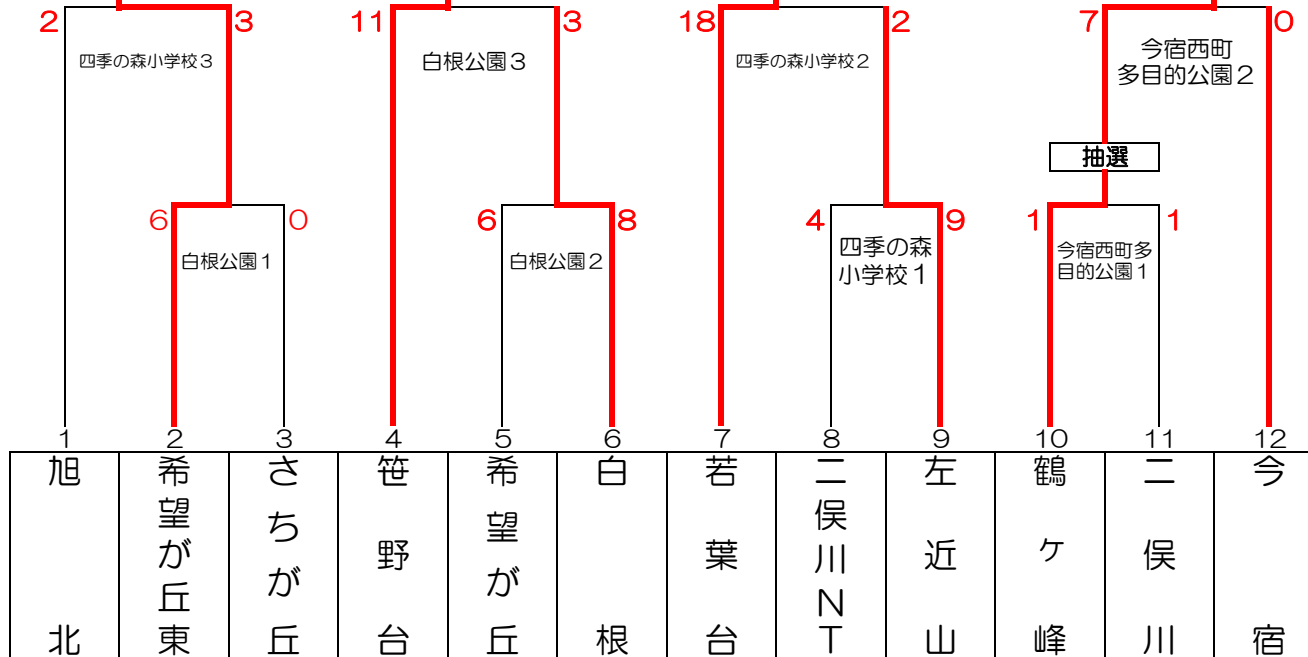 2 3 11 3 18 2 7 0
四季の森小学校3
白根公園3
四季の森小学校2
今宿西町
多目的公園2
抽選
6 0 6 8 4 9 1 1
白根公園1
白根公園2
四季の森
小学校1
今宿西町多
目的公園1
1 2 3 4 5 6 7 8 9 10 11 12
旭北
希望が丘東
さちが丘
笹野台
希望が丘
白根
若葉台
二俣川NT
左近山
鶴ケ峰
二俣川
今宿